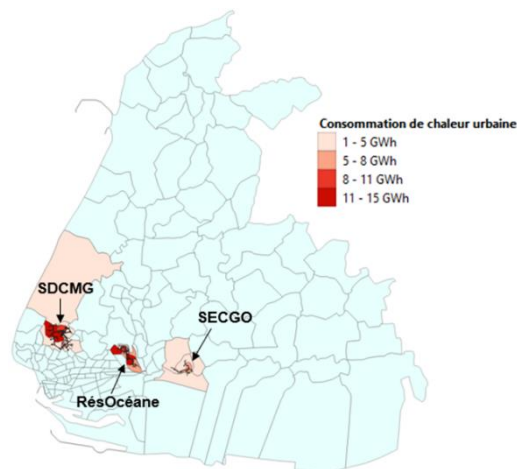 Consommation de chaleur urbaine
1 - 5 GWh
5 - 8 GWh
8 - 11 GWh
11 - 15 GWh
SDCMG
SECGO
RésOcéane